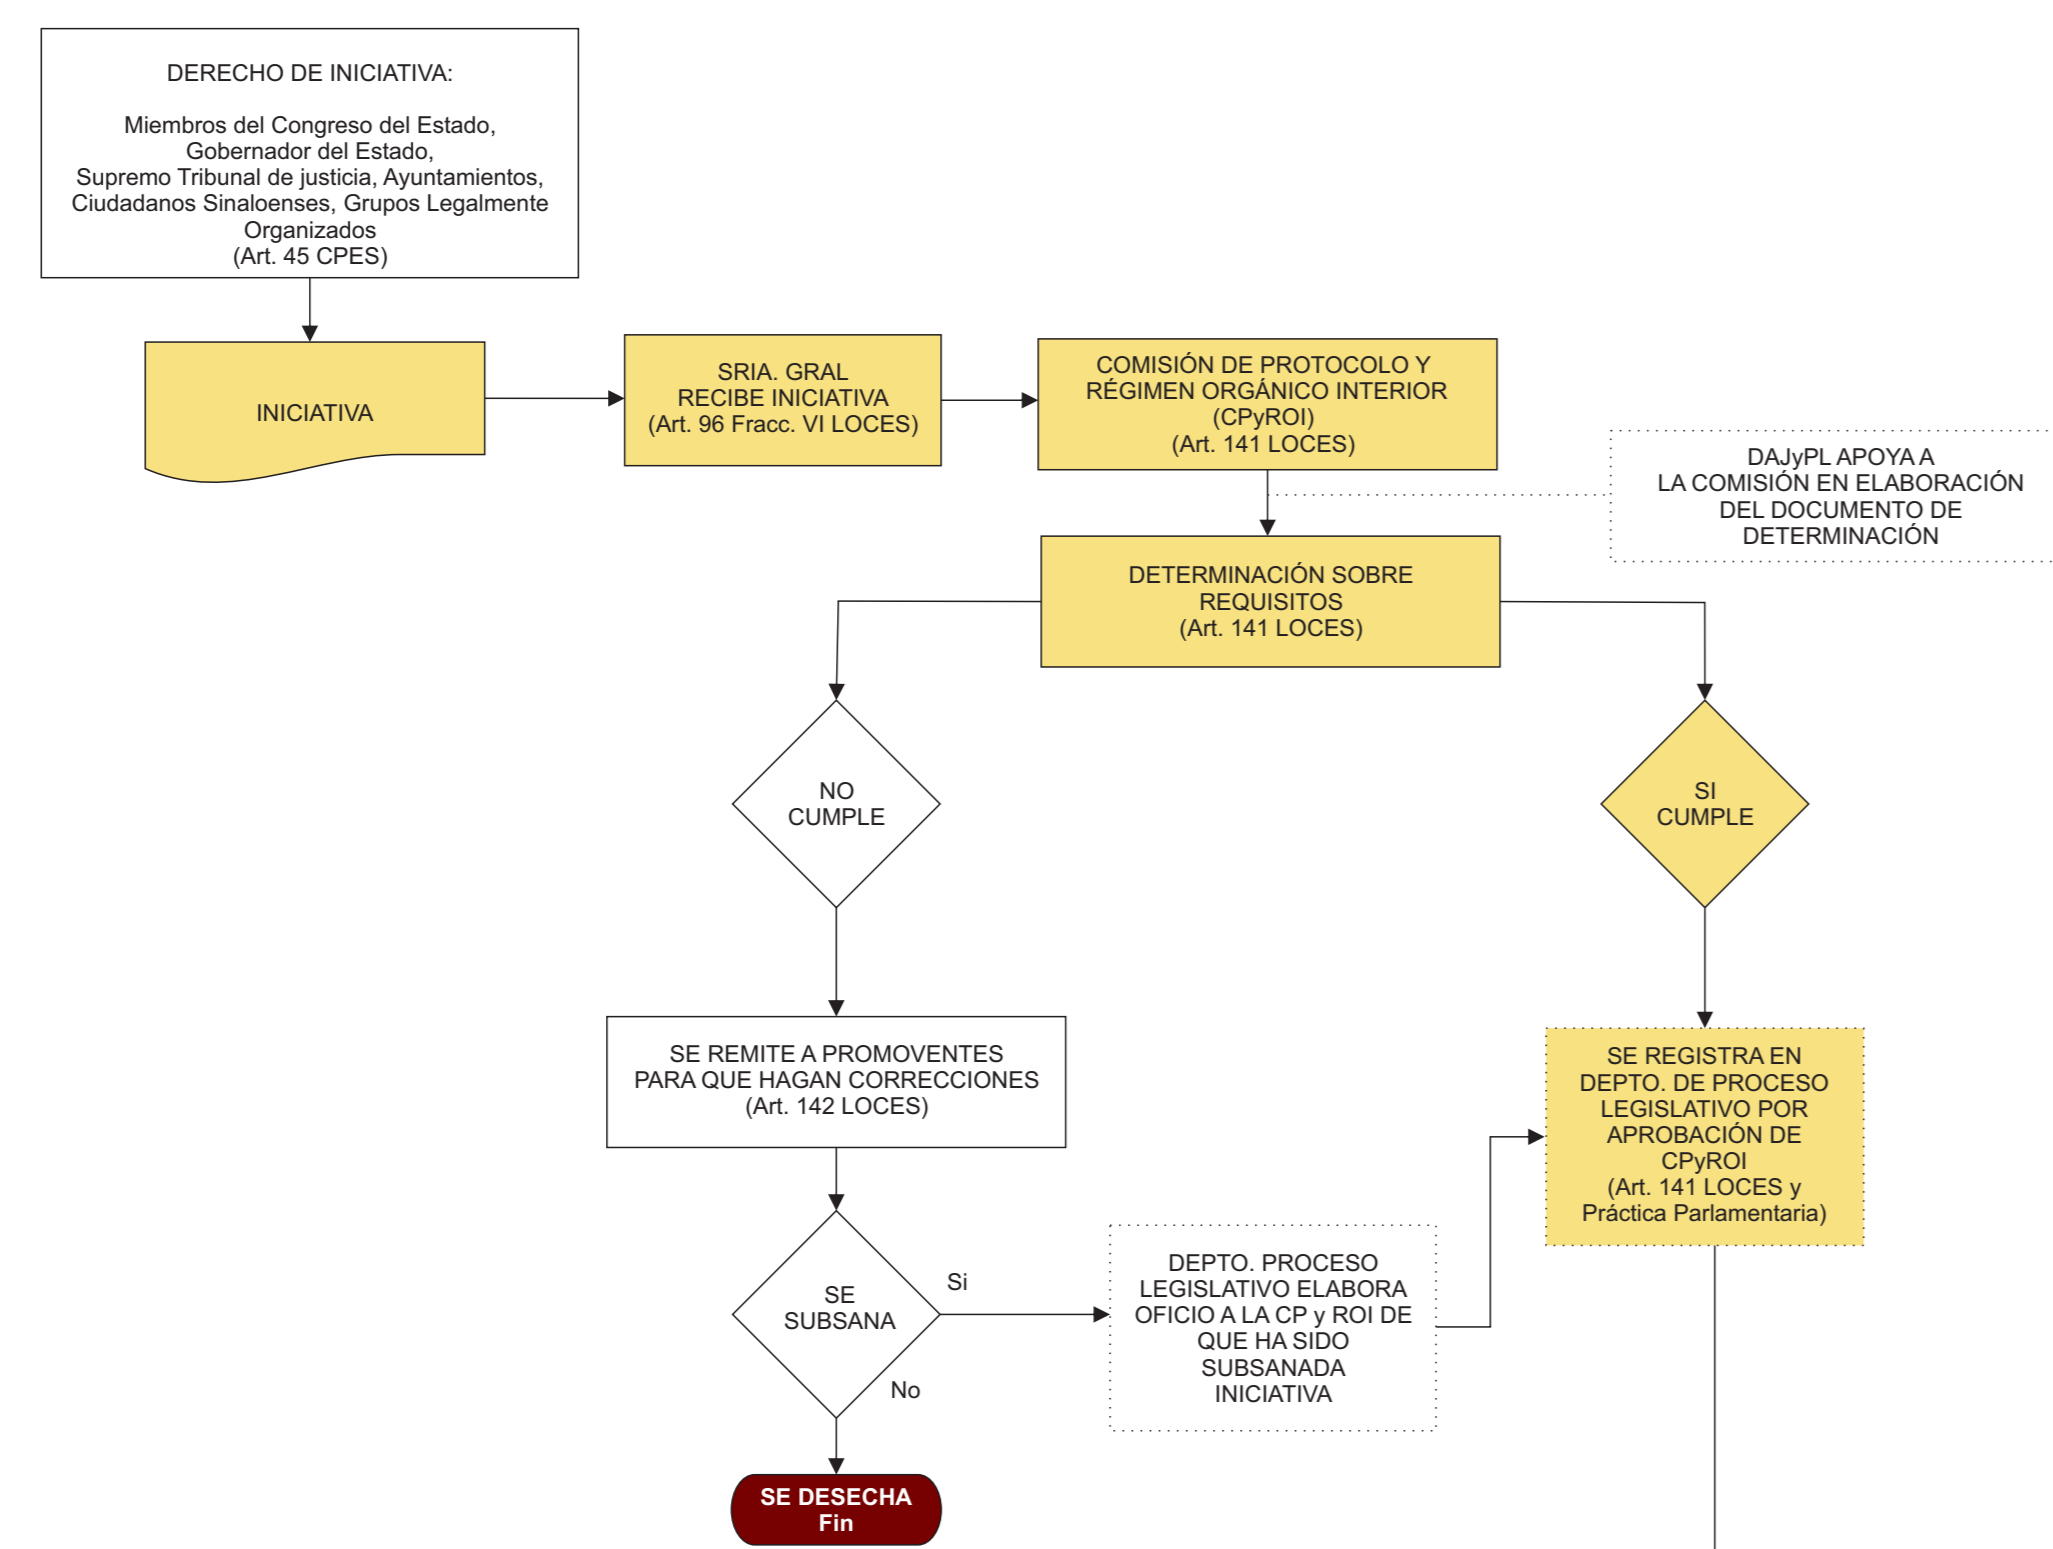 DERECHO DE INICIATIVA:
Miembros del Congreso del Estado,
Gobernador del Estado,
Supremo Tribunal de justicia, Ayuntamientos,
Ciudadanos Sinaloenses, Grupos Legalmente
Organizados
(Art. 45 CPES)
INICIATIVA
SRIA. GRAL
RECIBE INICIATIVA
(Art. 96 Fracc. VI LOCES)
COMISIÓN DE PROTOCOLO Y
RÉGIMEN ORGÁNICO INTERIOR
(CPyROI)
(Art. 141 LOCES)
DAJyPL APOYA A
LA COMISIÓN EN ELABORACIÓN
DEL DOCUMENTO DE
DETERMINACIÓN
DETERMINACIÓN SOBRE
REQUISITOS
(Art. 141 LOCES)
NO
CUMPLE
SI
CUMPLE
SE REMITE A PROMOVENTES
PARA QUE HAGAN CORRECCIONES
(Art. 142 LOCES)
SE REGISTRA EN
DEPTO. DE PROCESO
LEGISLATIVO POR
APROBACIÓN DE
CPyROI
(Art. 141 LOCES y
Práctica Parlamentaria)
SE
SUBSANA
Si
No
DEPTO. PROCESO
LEGISLATIVO ELABORA
OFICIO A LA CP y ROI DE
QUE HA SIDO
SUBSANADA
INICIATIVA
SE DESECHA
Fin